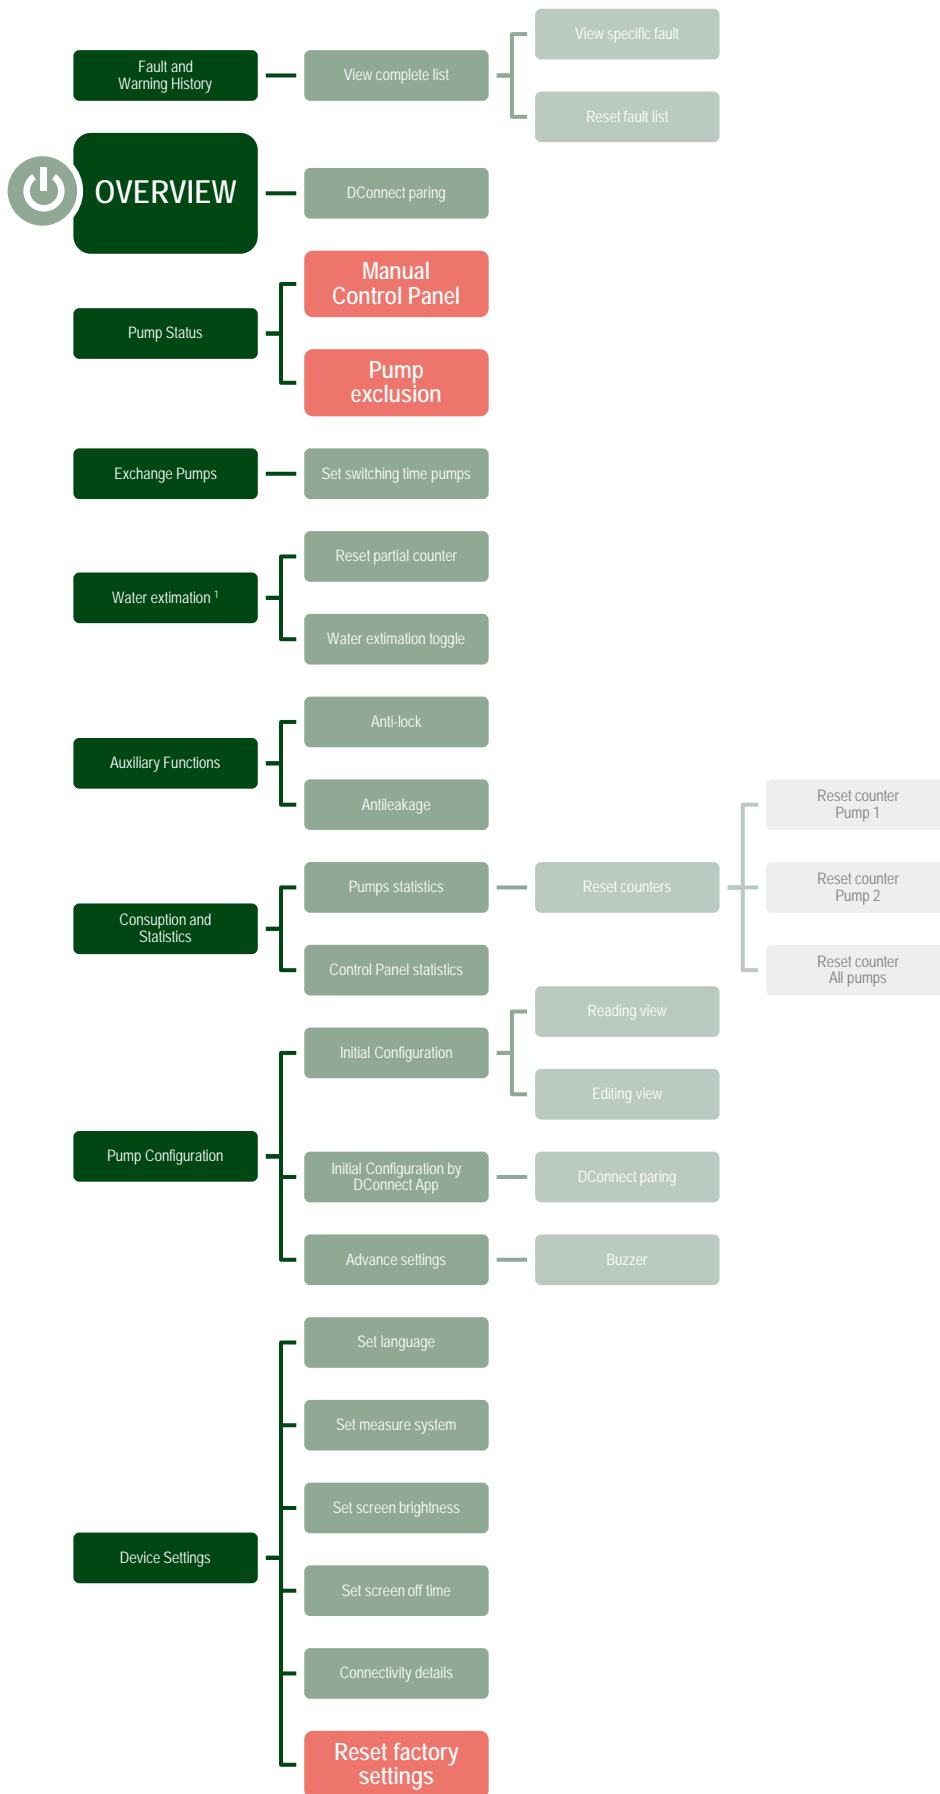 View specific fault
Fault and
Warning History
View complete list
Reset fault list
OVERVIEW
DConnect paring
Manual
Control Panel
Pump Status
Pump
exclusion
Exchange Pumps
Set switching time pumps
Reset partial counter
Water extimation 1
Water extimation toggle
Anti-lock
Auxiliary Functions
Antileakage
Reset counter
Pump 1
Pumps statistics
Reset counters
Reset counter
Pump 2
Consuption and
Statistics
Control Panel statistics
Reset counter
All pumps
Reading view
Initial Configuration
Editing view
Pump Configuration
Initial Configuration by
DConnect App
DConnect paring
Advance settings
Buzzer
Set language
Set measure system
Set screen brightness
Device Settings
Set screen off time
Connectivity details
Reset factory
settings